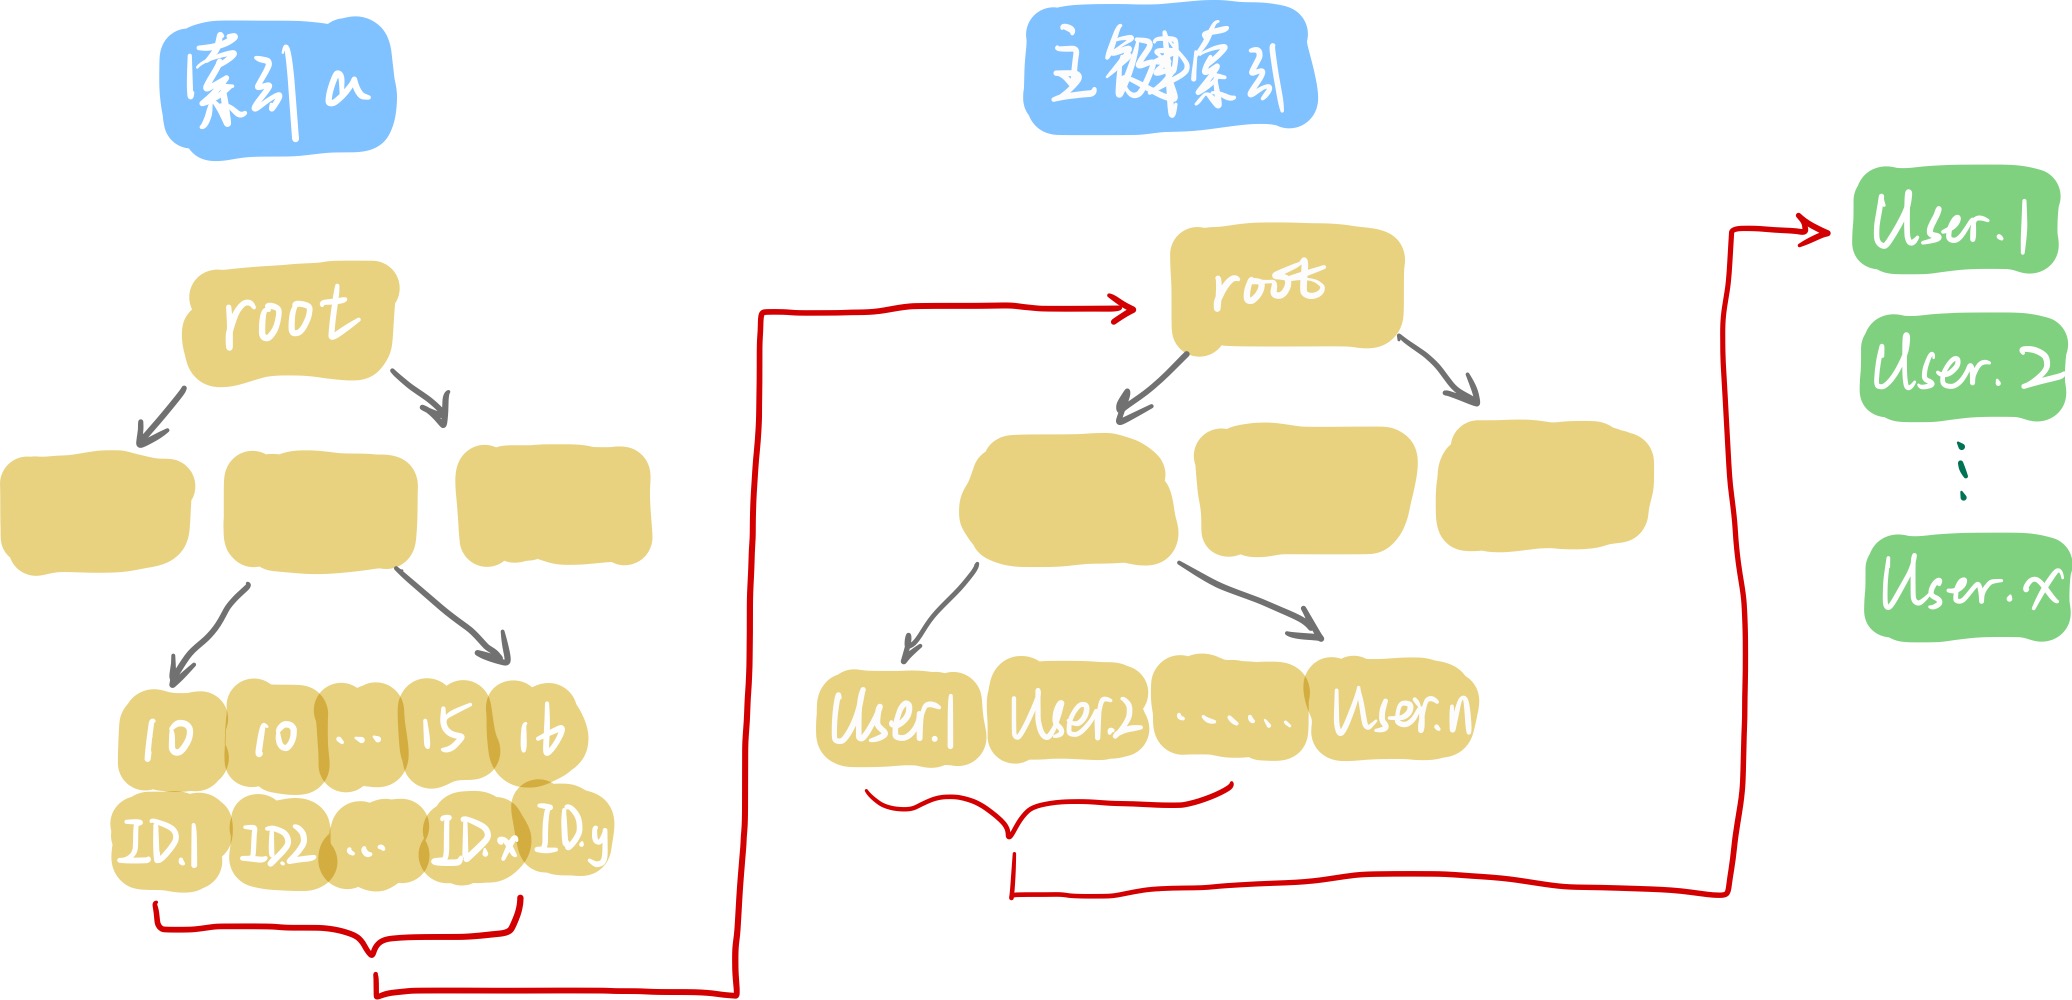 索引 a
主键索引
root
10 10 ... 15 16
ID.1 ID.2 ... ID.x ID.y
root
User.1 User.2 ...... User.n
User.1
User.2
User.x